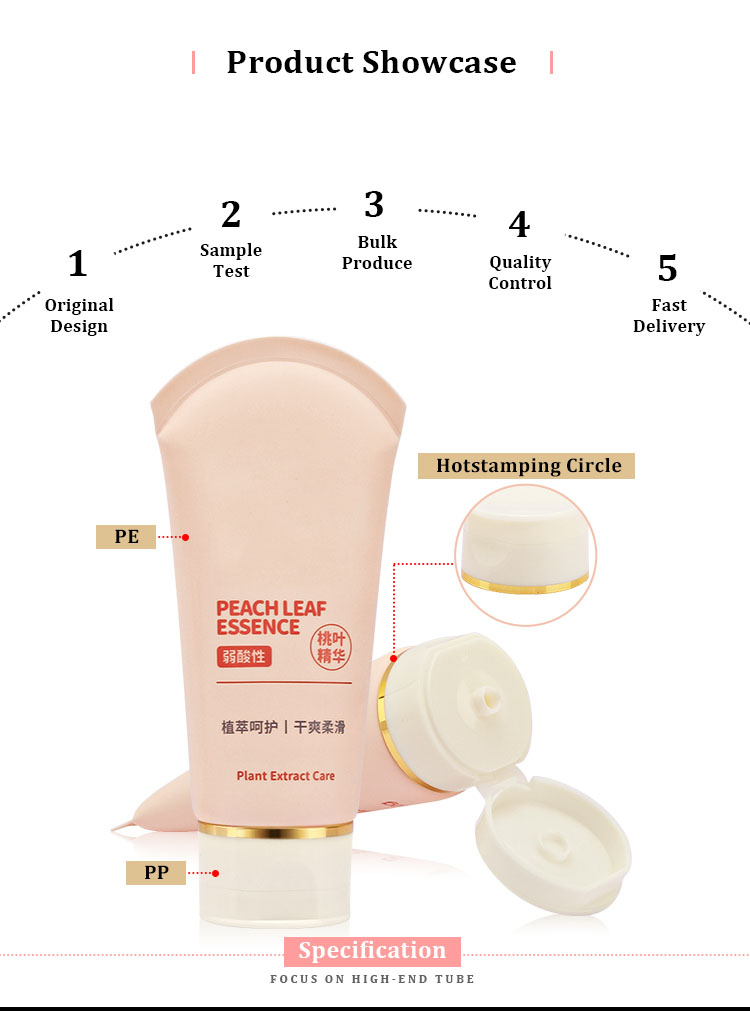 Product Showcase
1
Original
Design
2
Sample
Test
3
Bulk
Produce
4
Quality
Control
5
Fast
Delivery
Hotstamping Circle
PE
PEACH LEAF
ESSENCE
弱酸性
桃叶
精华
植萃呵护丨干爽柔滑
Plant Extract Care
PP
Specification
FOCUS ON HIGH-END TUBE